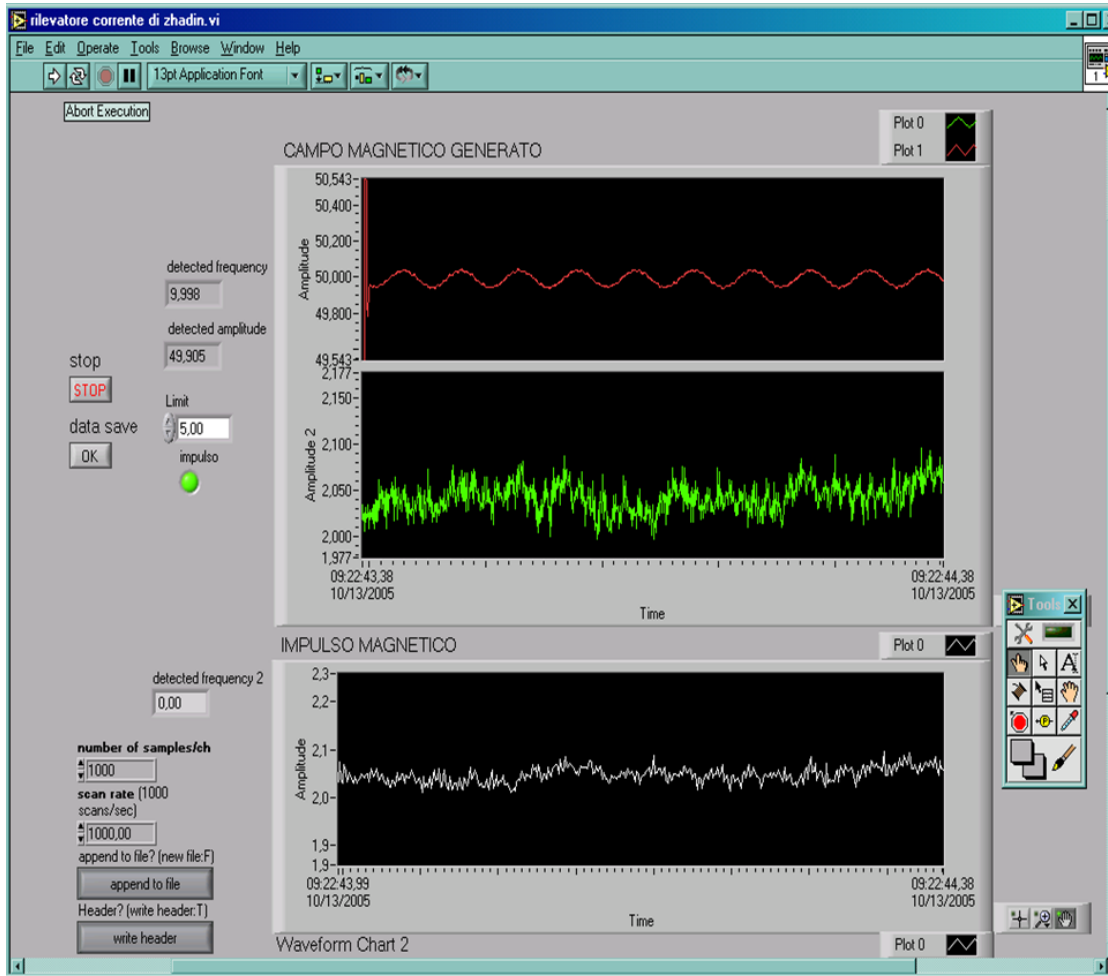 rilevatore corrente di zhadin.vi
File Edit Operate Tools Browse Window Help
13pt Application Font
1
Abort Execution
Plot 0
Plot 1
CAMPO MAGNETICO GENERATO
50,543
50,400
50,200
50,000
49,800
49,543
Amplitude
detected frequency
9,998
detected amplitude
49,905
stop
STOP
Limit
5,00
data save
OK
impulso
2,177
2,150
2,100
2,050
2,000
1,977
Amplitude 2
09:22:43,38
10/13/2005
09:22:44,38
10/13/2005
Time
Tools
A
P
IMPULSO MAGNETICO
Plot 0
detected frequency 2
0,00
2,3
2,2
2,1
2,0
1,9
1,9
Amplitude
number of samples/ch
1000
scan rate (1000
scans/sec)
1000,00
append to file? (new file:F)
append to file
Header? (write header:T)
write header
09:22:43,99
10/13/2005
09:22:44,38
10/13/2005
Time
Waveform Chart 2
Plot 0